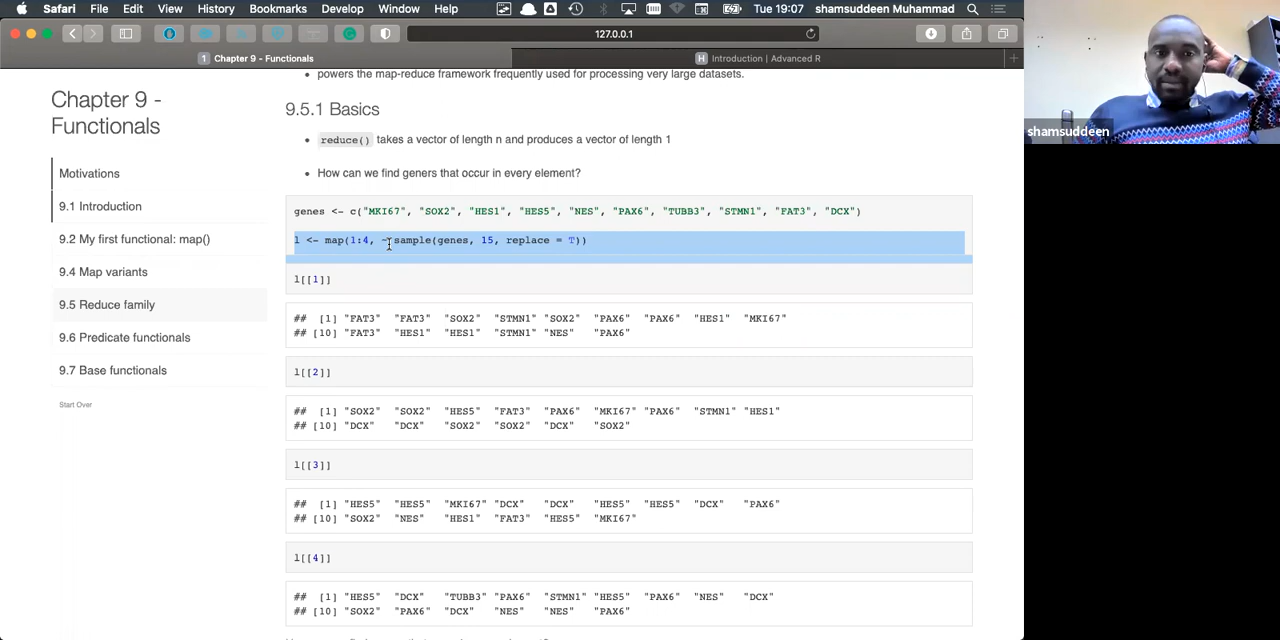 Safari File Edit View History Bookmarks Develop Window Help Tue 19:07 shamsuddeen Muhammad
127.0.0.1
1 Chapter 9 - Functionals
H Introduction | Advanced R
powers the map-reduce framework frequently used for processing very large datasets.
Chapter 9 -
Functionals
Motivations
9.1 Introduction
9.2 My first functional: map()
9.4 Map variants
9.5 Reduce family
9.6 Predicate functionals
9.7 Base functionals
Start Over
9.5.1 Basics
• reduce() takes a vector of length n and produces a vector of length 1
• How can we find geners that occur in every element?
genes <- c("MKI67", "SOX2", "HES1", "HES5", "NES", "PAX6", "TUBB3", "STMN1", "FAT3", "DCX")
l <- map(1:4, ~ sample(genes, 15, replace = T))
l[[1]]
## [1] "FAT3" "FAT3" "SOX2" "STMN1" "SOX2" "PAX6" "PAX6" "HES1" "MKI67"
## [10] "FAT3" "HES1" "HES1" "STMN1" "NES" "PAX6"
l[[2]]
## [1] "SOX2" "SOX2" "HES5" "FAT3" "PAX6" "MKI67" "PAX6" "STMN1" "HES1"
## [10] "DCX" "DCX" "SOX2" "SOX2" "DCX" "SOX2"
l[[3]]
## [1] "HES5" "HES5" "MKI67" "DCX" "DCX" "HES5" "HES5" "DCX" "PAX6"
## [10] "SOX2" "NES" "HES1" "FAT3" "HES5" "MKI67"
l[[4]]
## [1] "HES5" "DCX" "TUBB3" "PAX6" "STMN1" "HES5" "PAX6" "NES" "DCX"
## [10] "SOX2" "PAX6" "DCX" "NES" "NES" "PAX6"
shamsuddeen